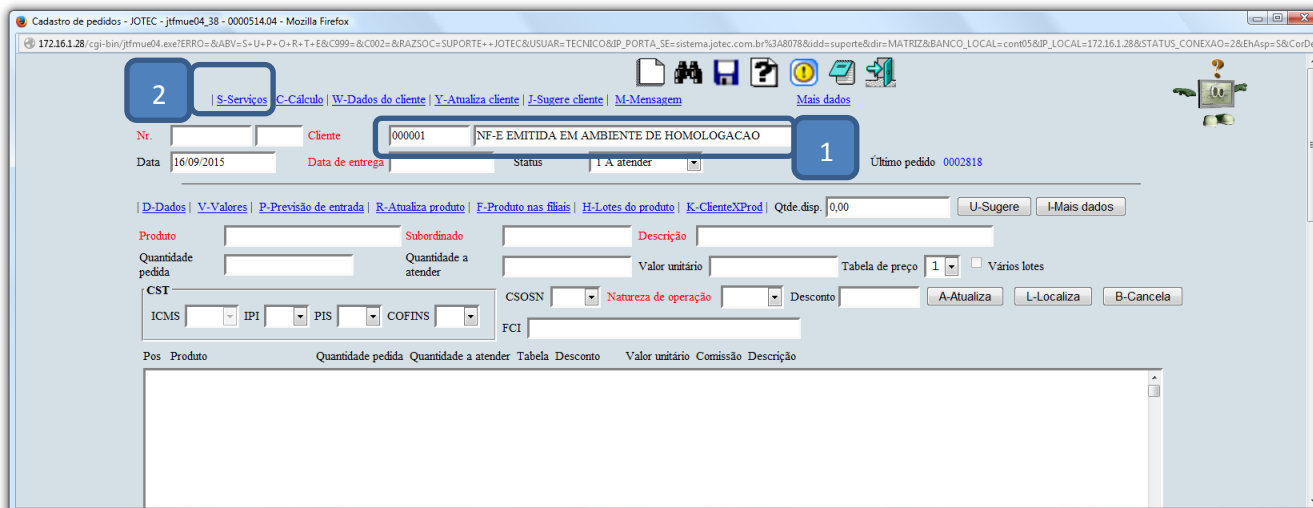 Cadastro de pedidos - JOTEC - jtfmue04_38 - 0000514.04 - Mozilla Firefox
172.16.1.28/cgi-bin/jtfmue04.exe?ERRO=&ABV=S+U+P+O+R+T+E&C999=&C002=&RAZSOC=SUPORTE++JOTEC&USUAR=TECNICO&IP_PORTA_SE=sistema.jotec.com.br%3A8078&idd=suporte&dir=MATRIZ&BANCO_LOCAL=cont05&IP_LOCAL=172.16.1.28&STATUS_CONEXAO=2&EhAsp=S&CorDe
2
| S-Serviços C-Cálculo | W-Dados do cliente | Y-Atualiza cliente | J-Sugere cliente | M-Mensagem Mais dados
Nr. Cliente 000001 NF-E EMITIDA EM AMBIENTE DE HOMOLOGACAO
1
Data 16/09/2015 Data de entrega Status 1 A atender Último pedido 0002818
| D-Dados | V-Valores | P-Previsão de entrada | R-Atualiza produto | F-Produto nas filiais | H-Lotes do produto | K-ClienteXProd | Qtde.disp. 0,00 U-Sugere I-Mais dados
Produto Subordinado Descrição
Quantidade pedida Quantidade a atender Valor unitário Tabela de preço 1 Vários lotes
CST
ICMS IPI PIS COFINS CSOSN Natureza de operação Desconto A-Atualiza L-Localiza B-Cancela
FCI
Pos Produto Quantidade pedida Quantidade a atender Tabela Desconto Valor unitário Comissão Descrição